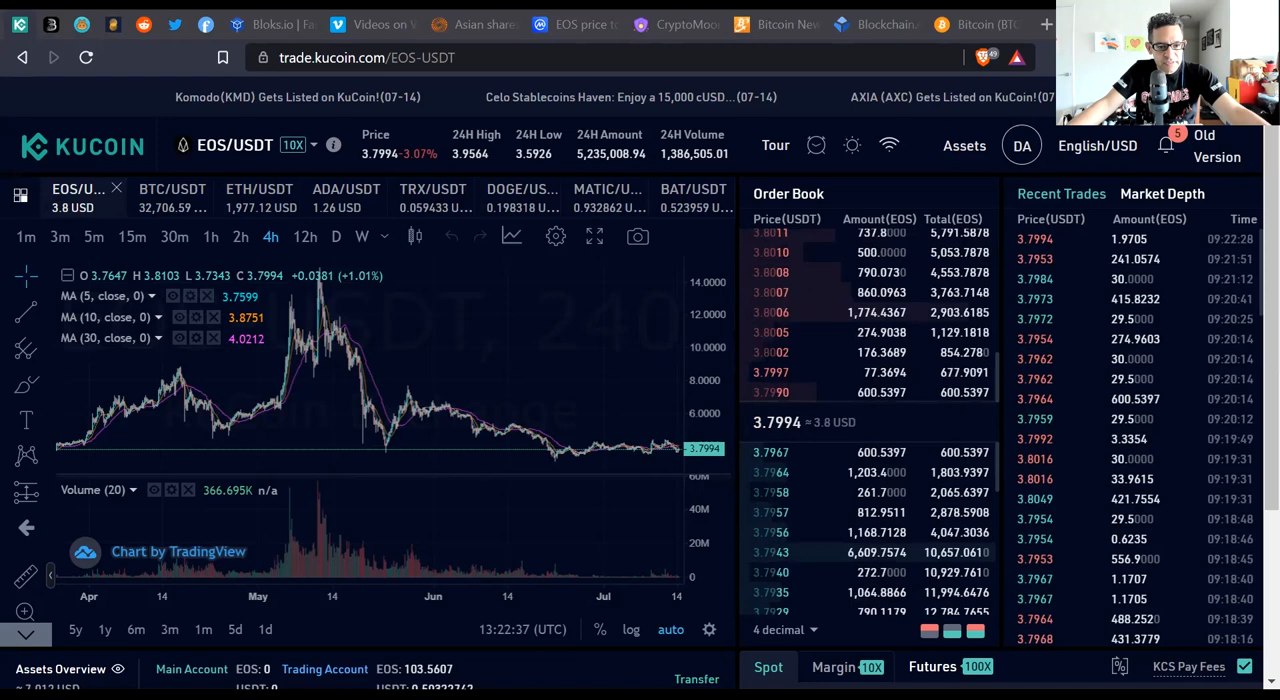 Bloks.io | Fas
Videos on V
Asian share
EOS price to
CryptoMoo
Bitcoin New
Blockchain.
Bitcoin (BTC
trade.kucoin.com/EOS-USDT
49
Komodo(KMD) Gets Listed on KuCoin!(07-14)
Celo Stablecoins Haven: Enjoy a 15,000 cUSD...(07-14)
AXIA (AXC) Gets Listed on KuCoin!(07
KUCOIN
EOS/USDT 10X
Price
3.7994 -3.07%
24H High
3.9564
24H Low
3.5926
24H Amount
5,235,008.94
24H Volume
1,386,505.01
Tour
Assets
DA
English/USD
5
Old Version
EOS/U... BTC/USDT ETH/USDT ADA/USDT TRX/USDT DOGE/US... MATIC/U... BAT/USDT
3.8 USD 32,706.59 ... 1,977.12 USD 1.26 USD 0.059433 U... 0.198318 U... 0.932862 U... 0.523959 U...
1m 3m 5m 15m 30m 1h 2h 4h 12h D W
O 3.7647 H 3.8103 L 3.7343 C 3.7994 +0.0381 (+1.01%)
MA (5, close, 0) 3.7599
MA (10, close, 0) 3.8751
MA (30, close, 0) 4.0212
14.0000
12.0000
10.0000
8.0000
6.0000
3.7994
Volume (20) 366.695K n/a
60M
40M
20M
0
Chart by TradingView
Apr 14 May 14 Jun 14 Jul 14
5y 1y 6m 3m 1m 5d 1d
13:22:37 (UTC) % log auto
Assets Overview
Main Account EOS: 0 Trading Account EOS: 103.5607
≈ 7,012 USD USDT: 0 USDT: 0.50322742
Transfer
Order Book
Price(USDT) Amount(EOS) Total(EOS)
3.8011 737.8000 5,791.5878
3.8010 500.0000 5,053.7878
3.8008 790.0730 4,553.7878
3.8007 860.0963 3,763.7148
3.8006 1,774.4367 2,903.6185
3.8005 274.9038 1,129.1818
3.8002 176.3689 854.2780
3.7997 77.3694 677.9091
3.7990 600.5397 600.5397
3.7994 ≈ 3.8 USD
3.7967 600.5397 600.5397
3.7964 1,203.4000 1,803.9397
3.7958 261.7000 2,065.6397
3.7957 812.9511 2,878.5908
3.7956 1,168.7128 4,047.3036
3.7943 6,609.7574 10,657.0610
3.7940 272.7000 10,929.7610
3.7935 1,064.8866 11,994.6476
3.7929 790.1179 12,784.7655
4 decimal
Recent Trades Market Depth
Price(USDT) Amount(EOS) Time
3.7994 1.9705 09:22:28
3.7953 241.0574 09:21:51
3.7984 30.0000 09:21:12
3.7973 415.8232 09:20:41
3.7972 29.5000 09:20:25
3.7954 274.9603 09:20:14
3.7962 30.0000 09:20:14
3.7962 29.5000 09:20:14
3.7964 600.5397 09:20:14
3.7959 29.5000 09:20:12
3.7992 3.3354 09:19:49
3.8016 30.0000 09:19:31
3.8016 33.9615 09:19:31
3.8049 421.7554 09:19:31
3.7954 29.5000 09:18:48
3.7954 0.6235 09:18:46
3.7953 556.9000 09:18:45
3.7967 1.1707 09:18:40
3.7967 1.1705 09:18:40
3.7964 488.2520 09:18:39
3.7968 431.3779 09:18:16
Spot Margin 10X Futures 100X
KCS Pay Fees